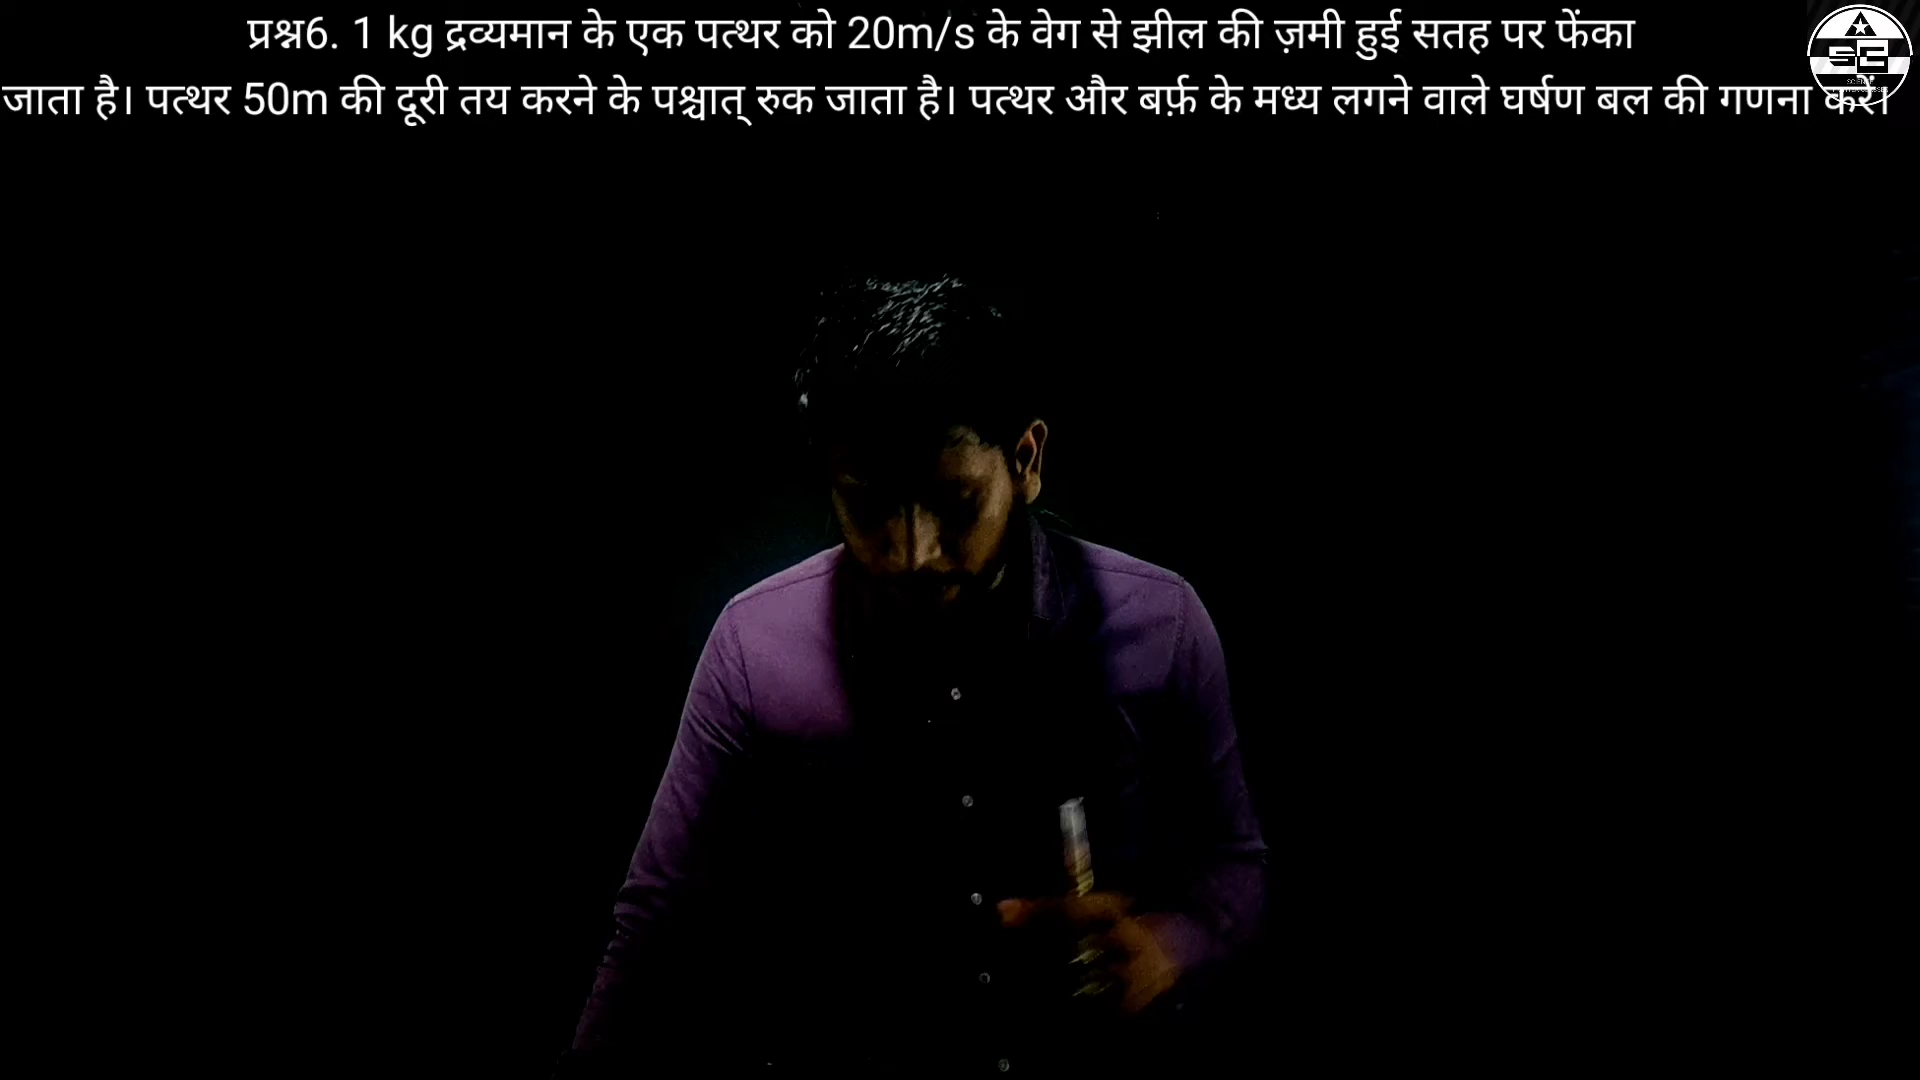 प्रश्न6. 1 kg द्रव्यमान के एक पत्थर को 20m/s के वेग से झील की ज़मी हुई सतह पर फेंका
जाता है। पत्थर 50m की दूरी तय करने के पश्चात् रुक जाता है। पत्थर और बर्फ़ के मध्य लगने वाले घर्षण बल की गणना करें।